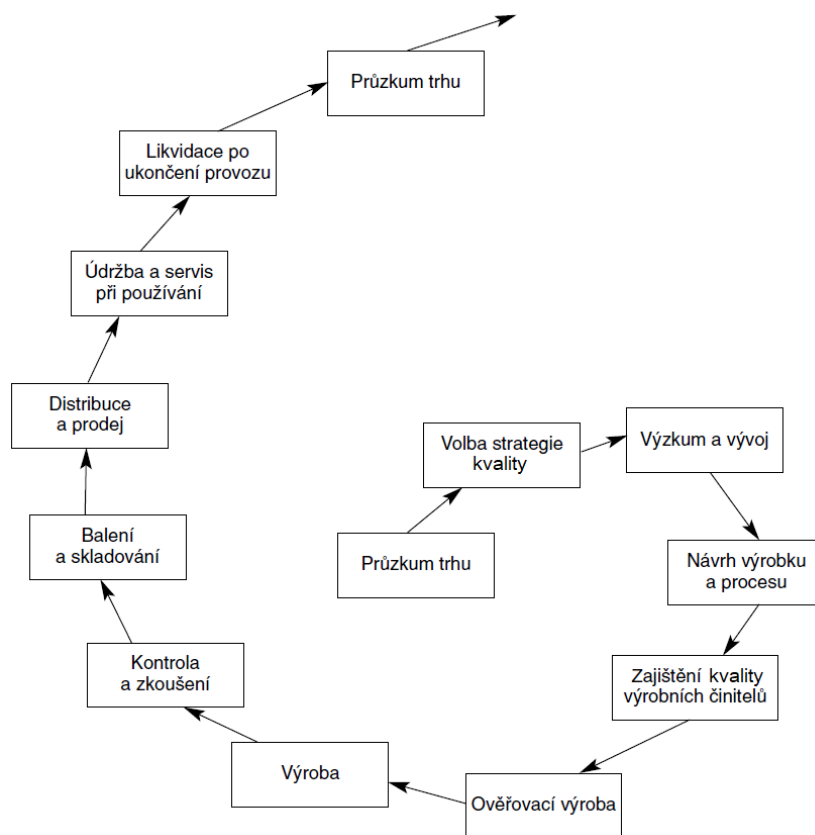 Průzkum trhu
Likvidace po
ukončení provozu
Údržba a servis
při používání
Distribuce
a prodej
Volba strategie
kvality
Výzkum a vývoj
Balení
a skladování
Průzkum trhu
Návrh výrobku
a procesu
Kontrola
a zkoušení
Zajištění kvality
výrobních činitelů
Výroba
Ověřovací výroba